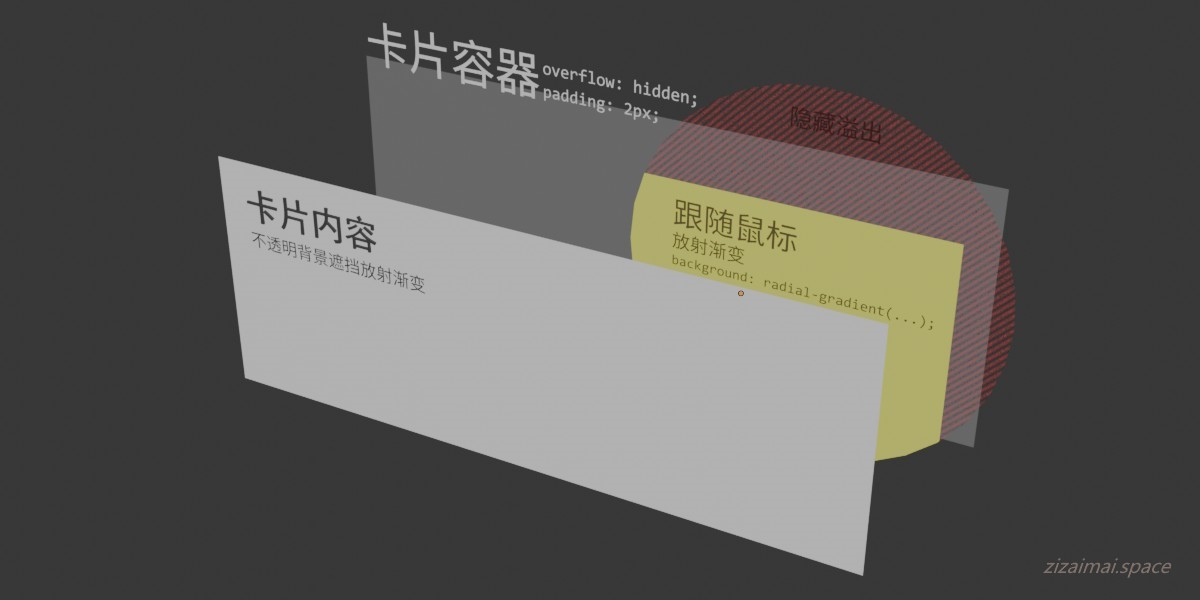 卡片容器
overflow: hidden;
padding: 2px;
隐藏溢出
卡片内容
不透明背景遮挡放射渐变
跟随鼠标
放射渐变
background: radial-gradient(...);
zizaimai.space